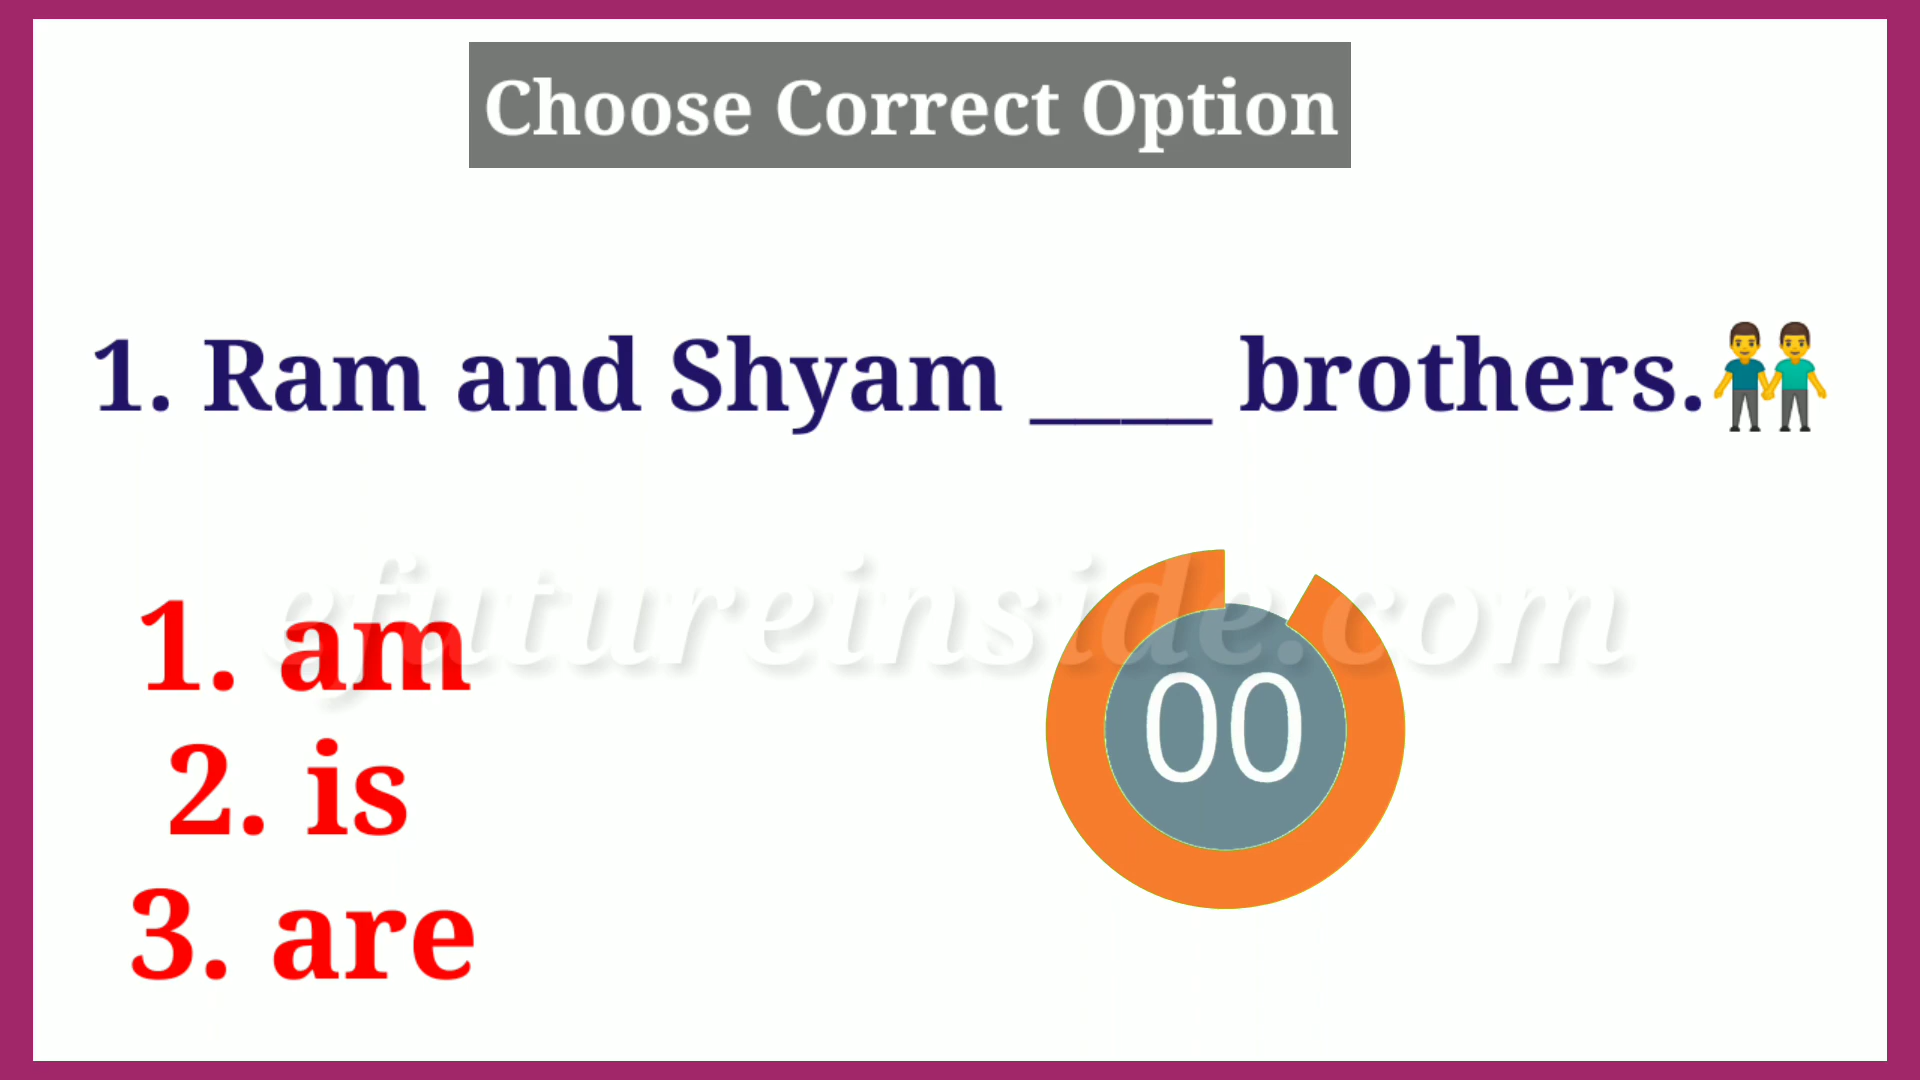 Choose Correct Option
1. Ram and Shyam ____ brothers.
efutureinside.com
1. am
2. is
3. are
00